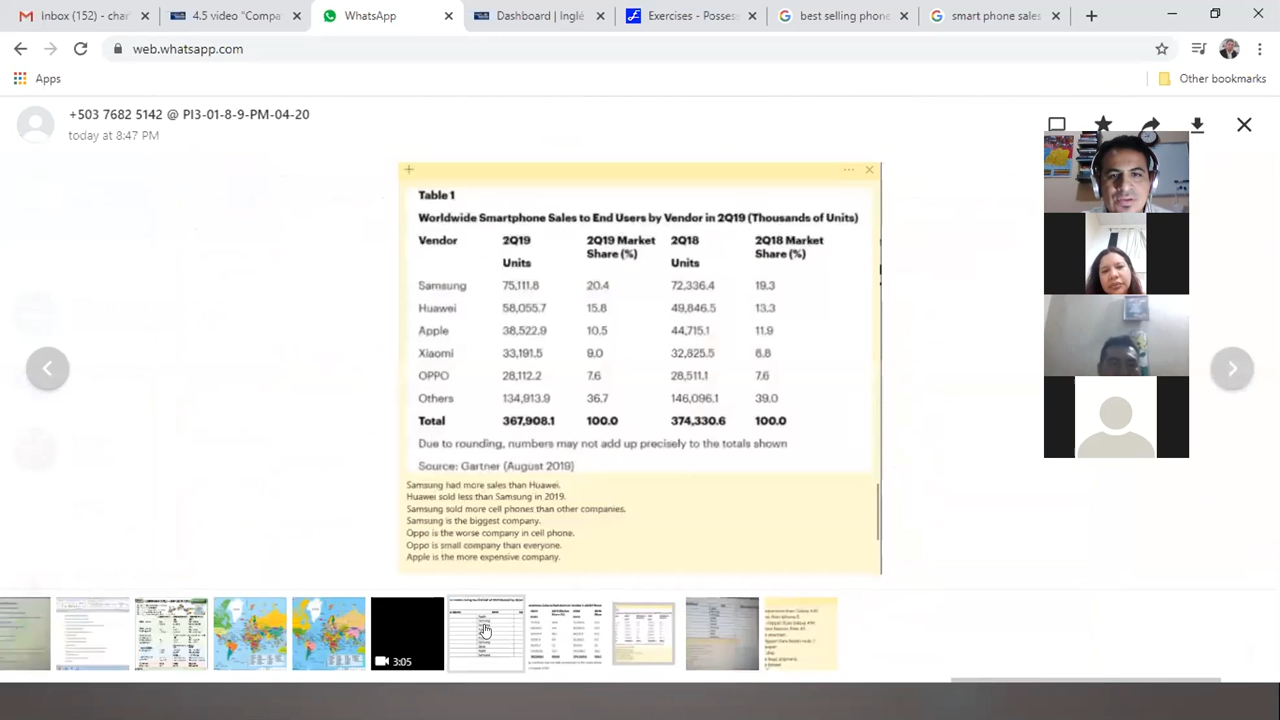 Inbox (152) - cha
4.5 video "Compa
WhatsApp
Dashboard | Inglé
Exercises - Possess
best selling phone
smart phone sales
web.whatsapp.com
Apps
Other bookmarks
+503 7682 5142 @ PI3-01-8-9-PM-04-20
today at 8:47 PM
Table 1
Worldwide Smartphone Sales to End Users by Vendor in 2Q19 (Thousands of Units)
Vendor 2Q19 Units 2Q19 Market Share (%) 2Q18 Units 2Q18 Market Share (%)
Samsung 75,111.8 20.4 72,336.4 19.3
Huawei 58,055.7 15.8 49,846.5 13.3
Apple 38,522.9 10.5 44,715.1 11.9
Xiaomi 33,191.5 9.0 32,825.5 8.8
OPPO 28,112.2 7.6 28,511.1 7.6
Others 134,913.9 36.7 146,096.1 39.0
Total 367,908.1 100.0 374,330.6 100.0
Due to rounding, numbers may not add up precisely to the totals shown
Source: Gartner (August 2019)
Samsung had more sales than Huawei.
Huawei sold less than Samsung in 2019.
Samsung sold more cell phones than other companies.
Samsung is the biggest company.
Oppo is the worse company in cell phone.
Oppo is small company than everyone.
Apple is the more expensive company.
3:05